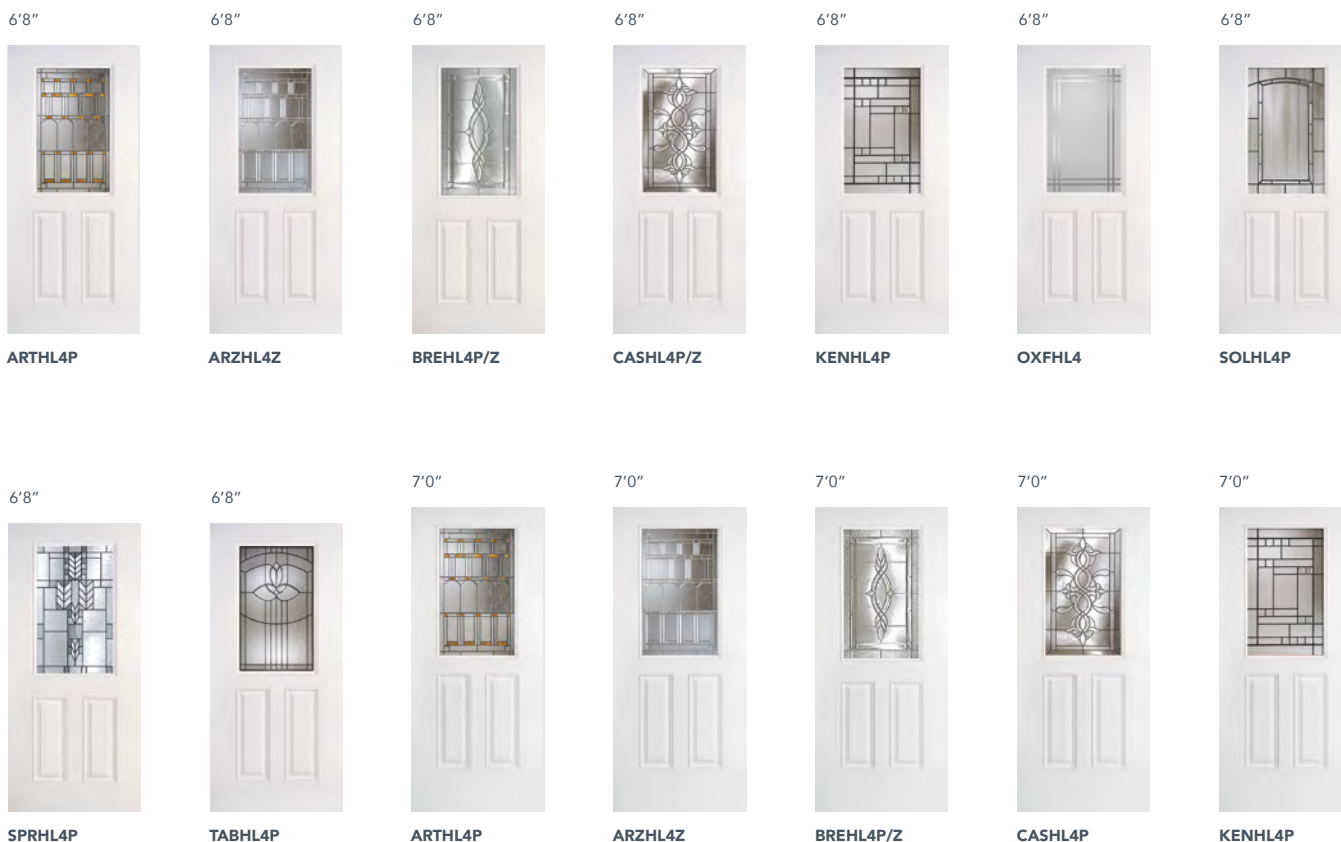 6'8" 6'8" 6'8" 6'8" 6'8" 6'8" 6'8"
ARTHL4P ARZHL4Z BREHL4P/Z CASHL4P/Z KENHL4P OXFHL4 SOLHL4P
6'8" 6'8" 7'0" 7'0" 7'0" 7'0" 7'0"
SPRHL4P TABHL4P ARTHL4P ARZHL4Z BREHL4P/Z CASHL4P KENHL4P